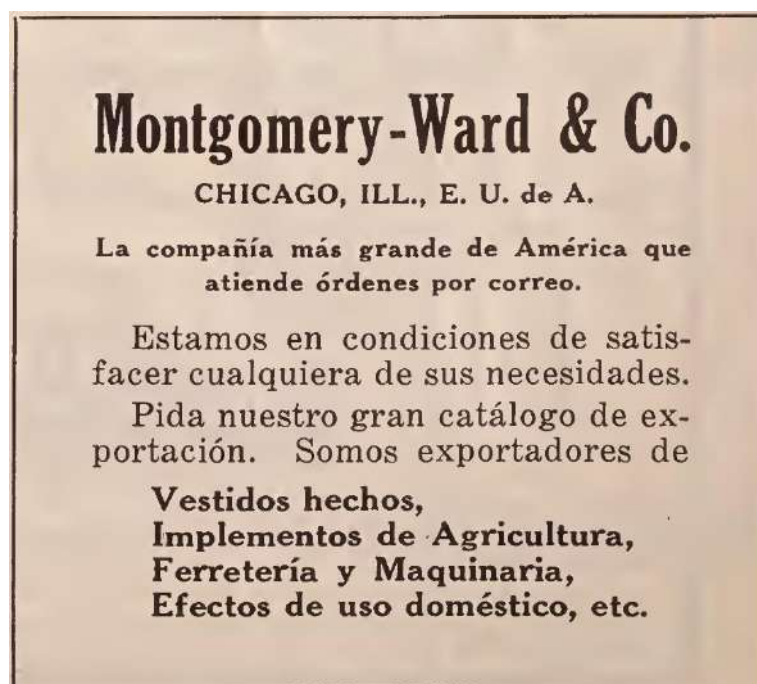 Montgomery-Ward & Co.
CHICAGO, ILL., E. U. de A.
La compañía más grande de América que
atiende órdenes por correo.
Estamos en condiciones de satis-
facer cualquiera de sus necesidades.
Pida nuestro gran catálogo de ex-
portación. Somos exportadores de
Vestidos hechos,
Implementos de Agricultura,
Ferretería y Maquinaria,
Efectos de uso doméstico, etc.